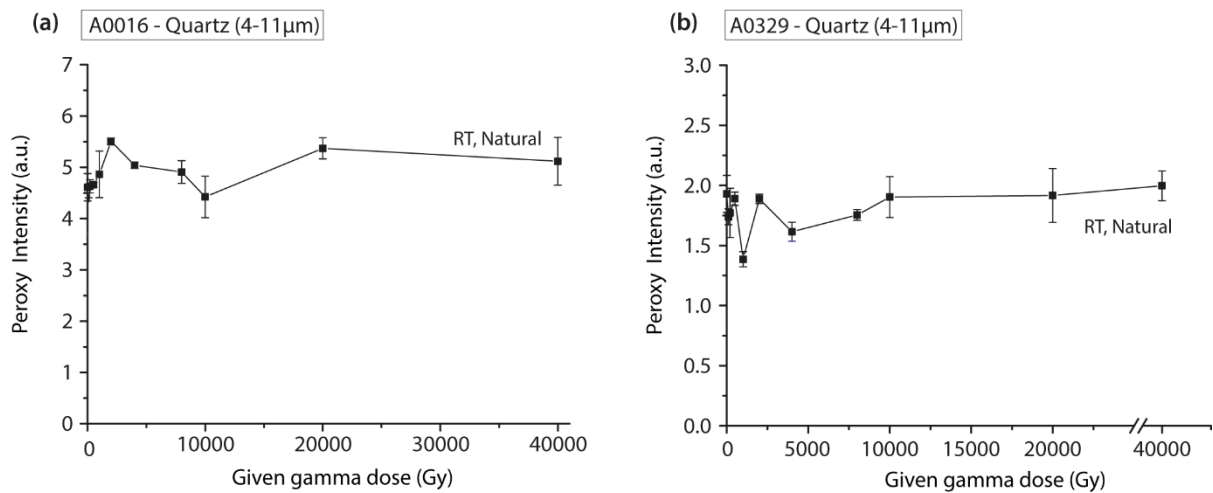 (a) A0016 - Quartz (4-11μm)
7
6
5
4
3
2
1
0
Peroxy Intensity (a.u.)
RT, Natural
0 10000 20000 30000 40000
Given gamma dose (Gy)
(b) A0329 - Quartz (4-11μm)
3.0
2.5
2.0
1.5
1.0
0.5
0.0
Peroxy Intensity (a.u.)
RT, Natural
0 5000 10000 15000 20000 40000
Given gamma dose (Gy)